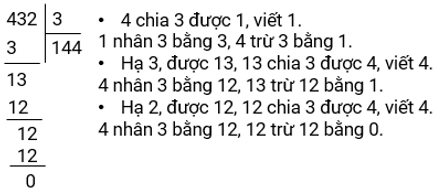 432 3
3 144
13
12
12
12
0
• 4 chia 3 được 1, viết 1.
1 nhân 3 bằng 3, 4 trừ 3 bằng 1.
• Hạ 3, được 13, 13 chia 3 được 4, viết 4.
4 nhân 3 bằng 12, 13 trừ 12 bằng 1.
• Hạ 2, được 12, 12 chia 3 được 4, viết 4.
4 nhân 3 bằng 12, 12 trừ 12 bằng 0.